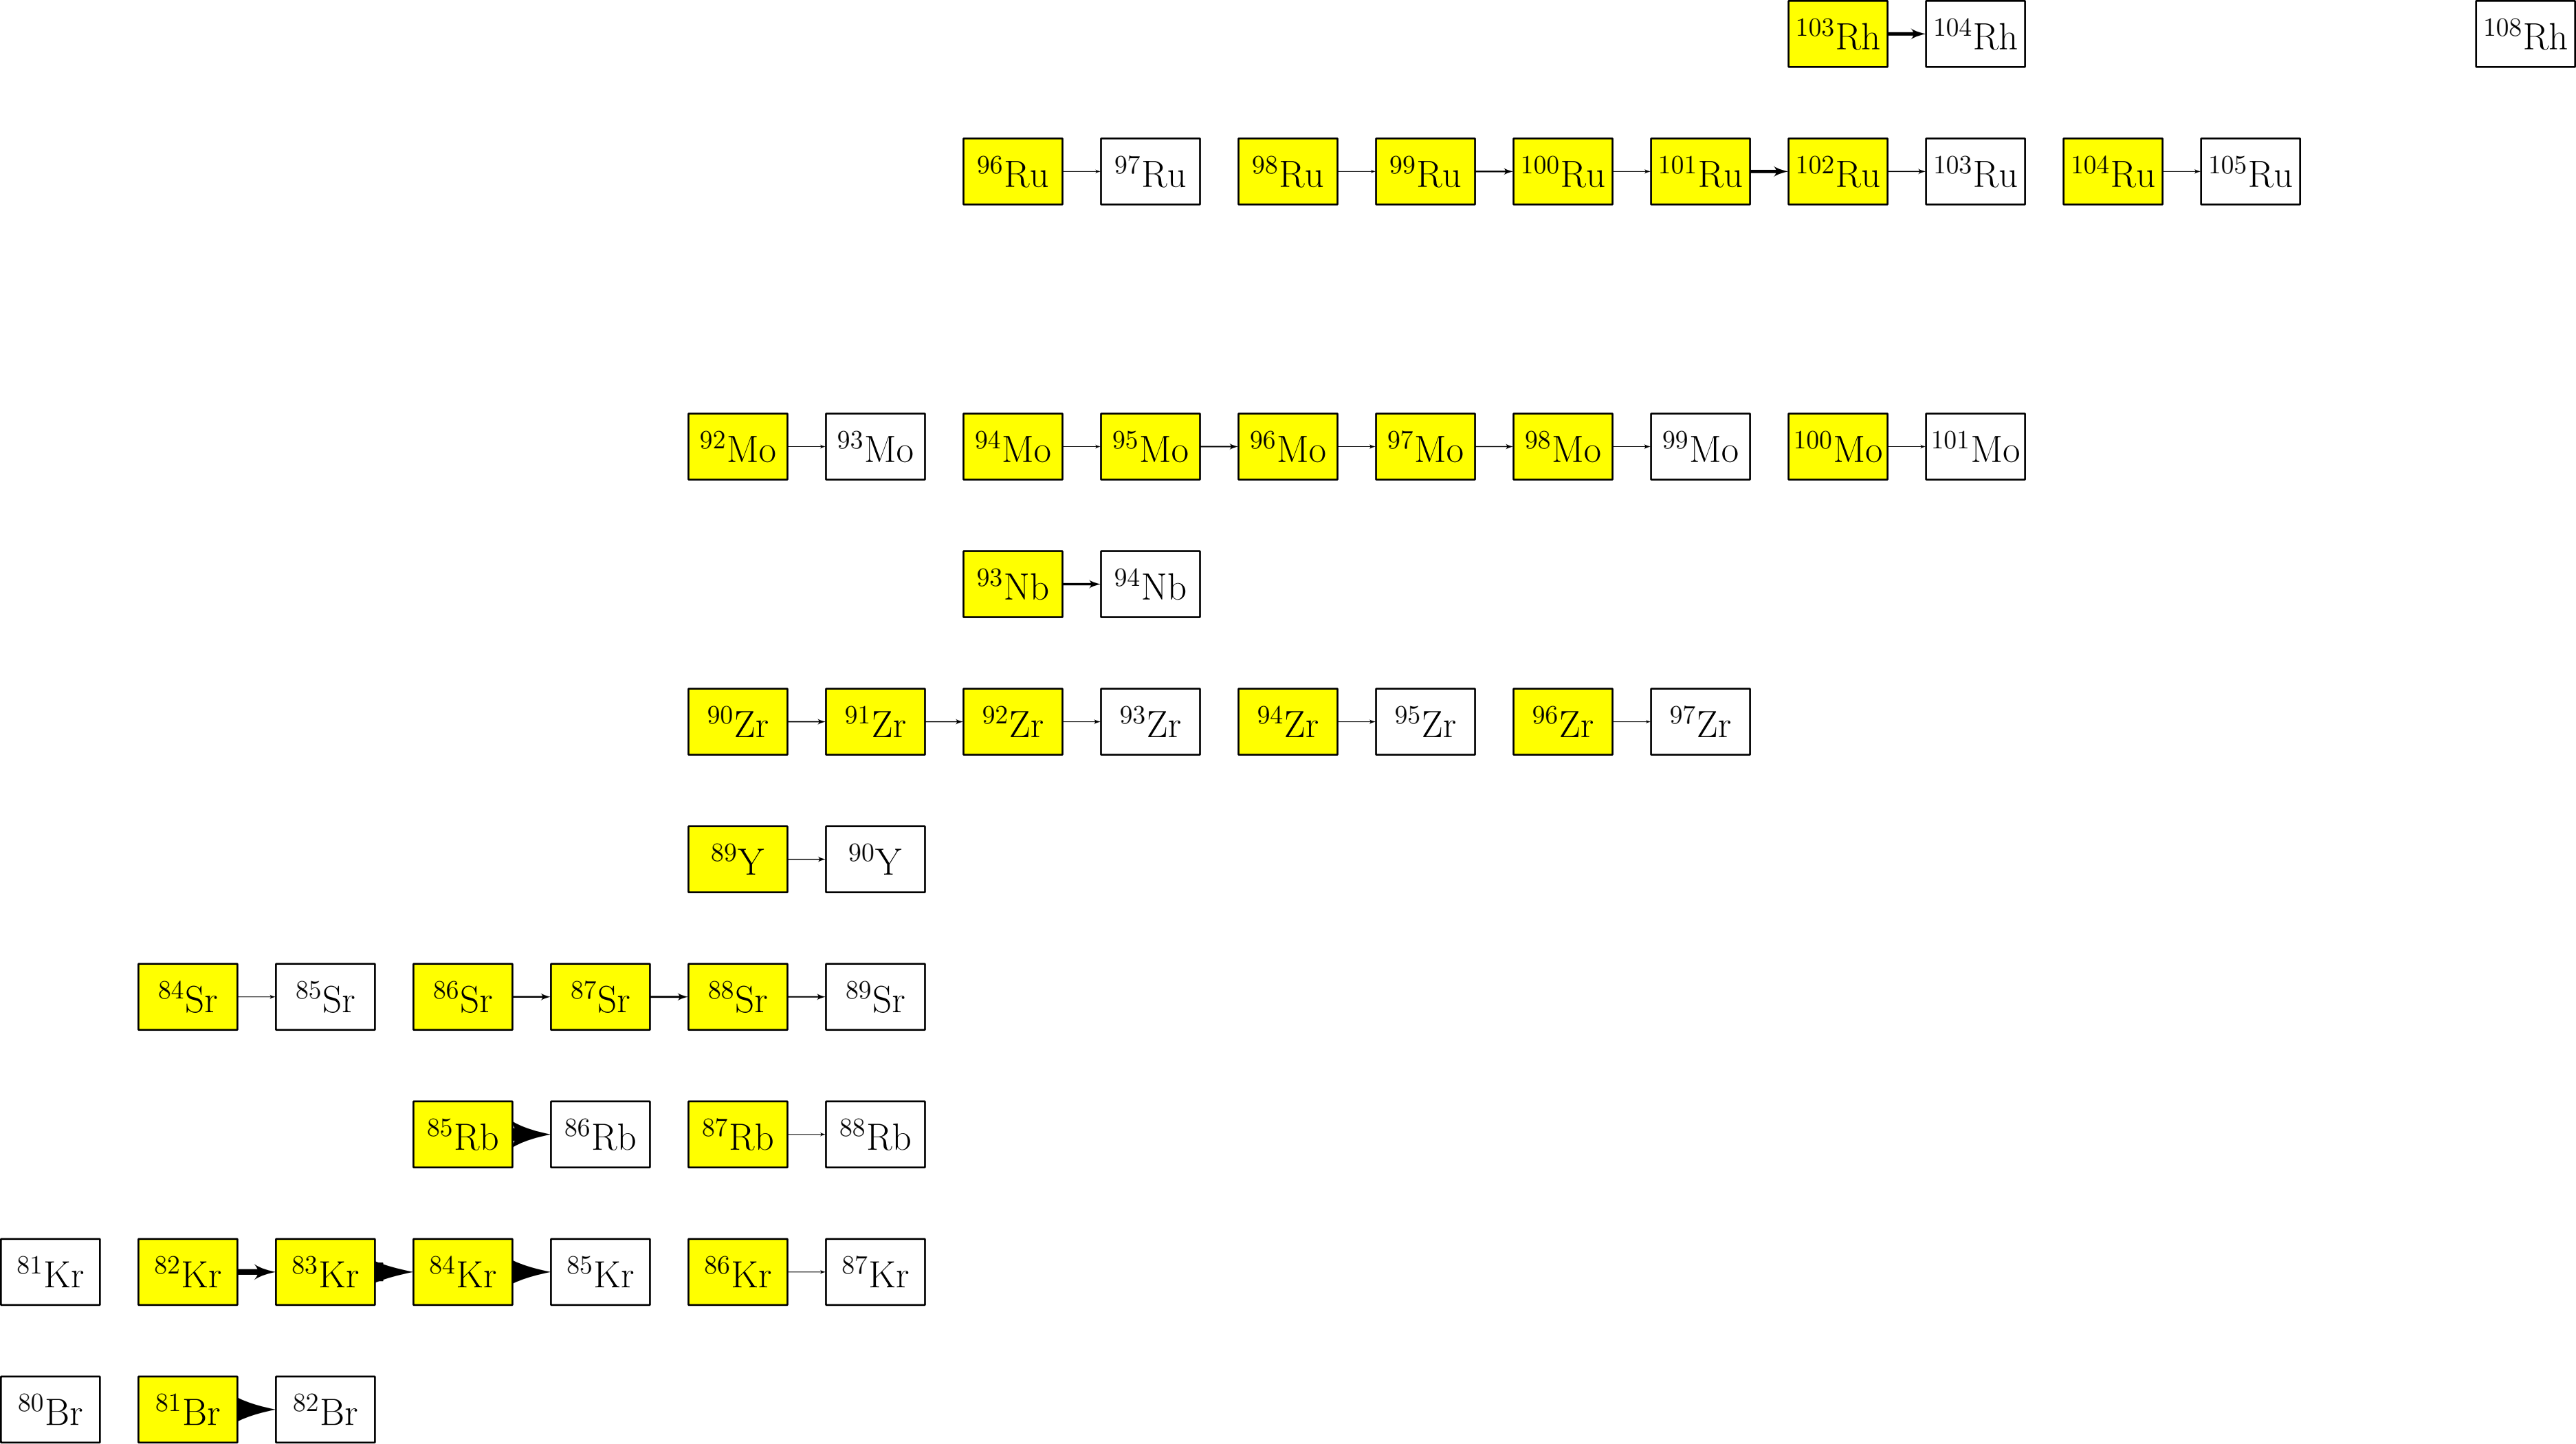 ¹⁰³Rh ¹⁰⁴Rh ¹⁰⁸Rh
⁹⁶Ru ⁹⁷Ru ⁹⁸Ru ⁹⁹Ru ¹⁰⁰Ru ¹⁰¹Ru ¹⁰²Ru ¹⁰³Ru ¹⁰⁴Ru ¹⁰⁵Ru
⁹²Mo ⁹³Mo ⁹⁴Mo ⁹⁵Mo ⁹⁶Mo ⁹⁷Mo ⁹⁸Mo ⁹⁹Mo ¹⁰⁰Mo ¹⁰¹Mo
⁹³Nb ⁹⁴Nb
⁹⁰Zr ⁹¹Zr ⁹²Zr ⁹³Zr ⁹⁴Zr ⁹⁵Zr ⁹⁶Zr ⁹⁷Zr
⁸⁹Y ⁹⁰Y
⁸⁴Sr ⁸⁵Sr ⁸⁶Sr ⁸⁷Sr ⁸⁸Sr ⁸⁹Sr
⁸⁵Rb ⁸⁶Rb ⁸⁷Rb ⁸⁸Rb
⁸¹Kr ⁸²Kr ⁸³Kr ⁸⁴Kr ⁸⁵Kr ⁸⁶Kr ⁸⁷Kr
⁸⁰Br ⁸¹Br ⁸²Br